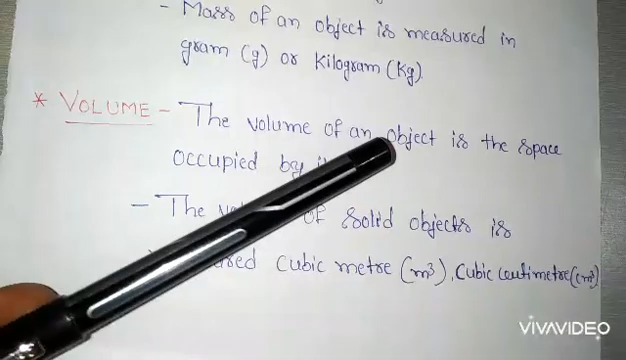 - Mass of an object is measured in
gram (g) or Kilogram (Kg)
* VOLUME - The volume of an object is the space
occupied by
- The of solid objects is
cubic metre (m³), cubic centimetre (cm³)
VIVAVIDEO